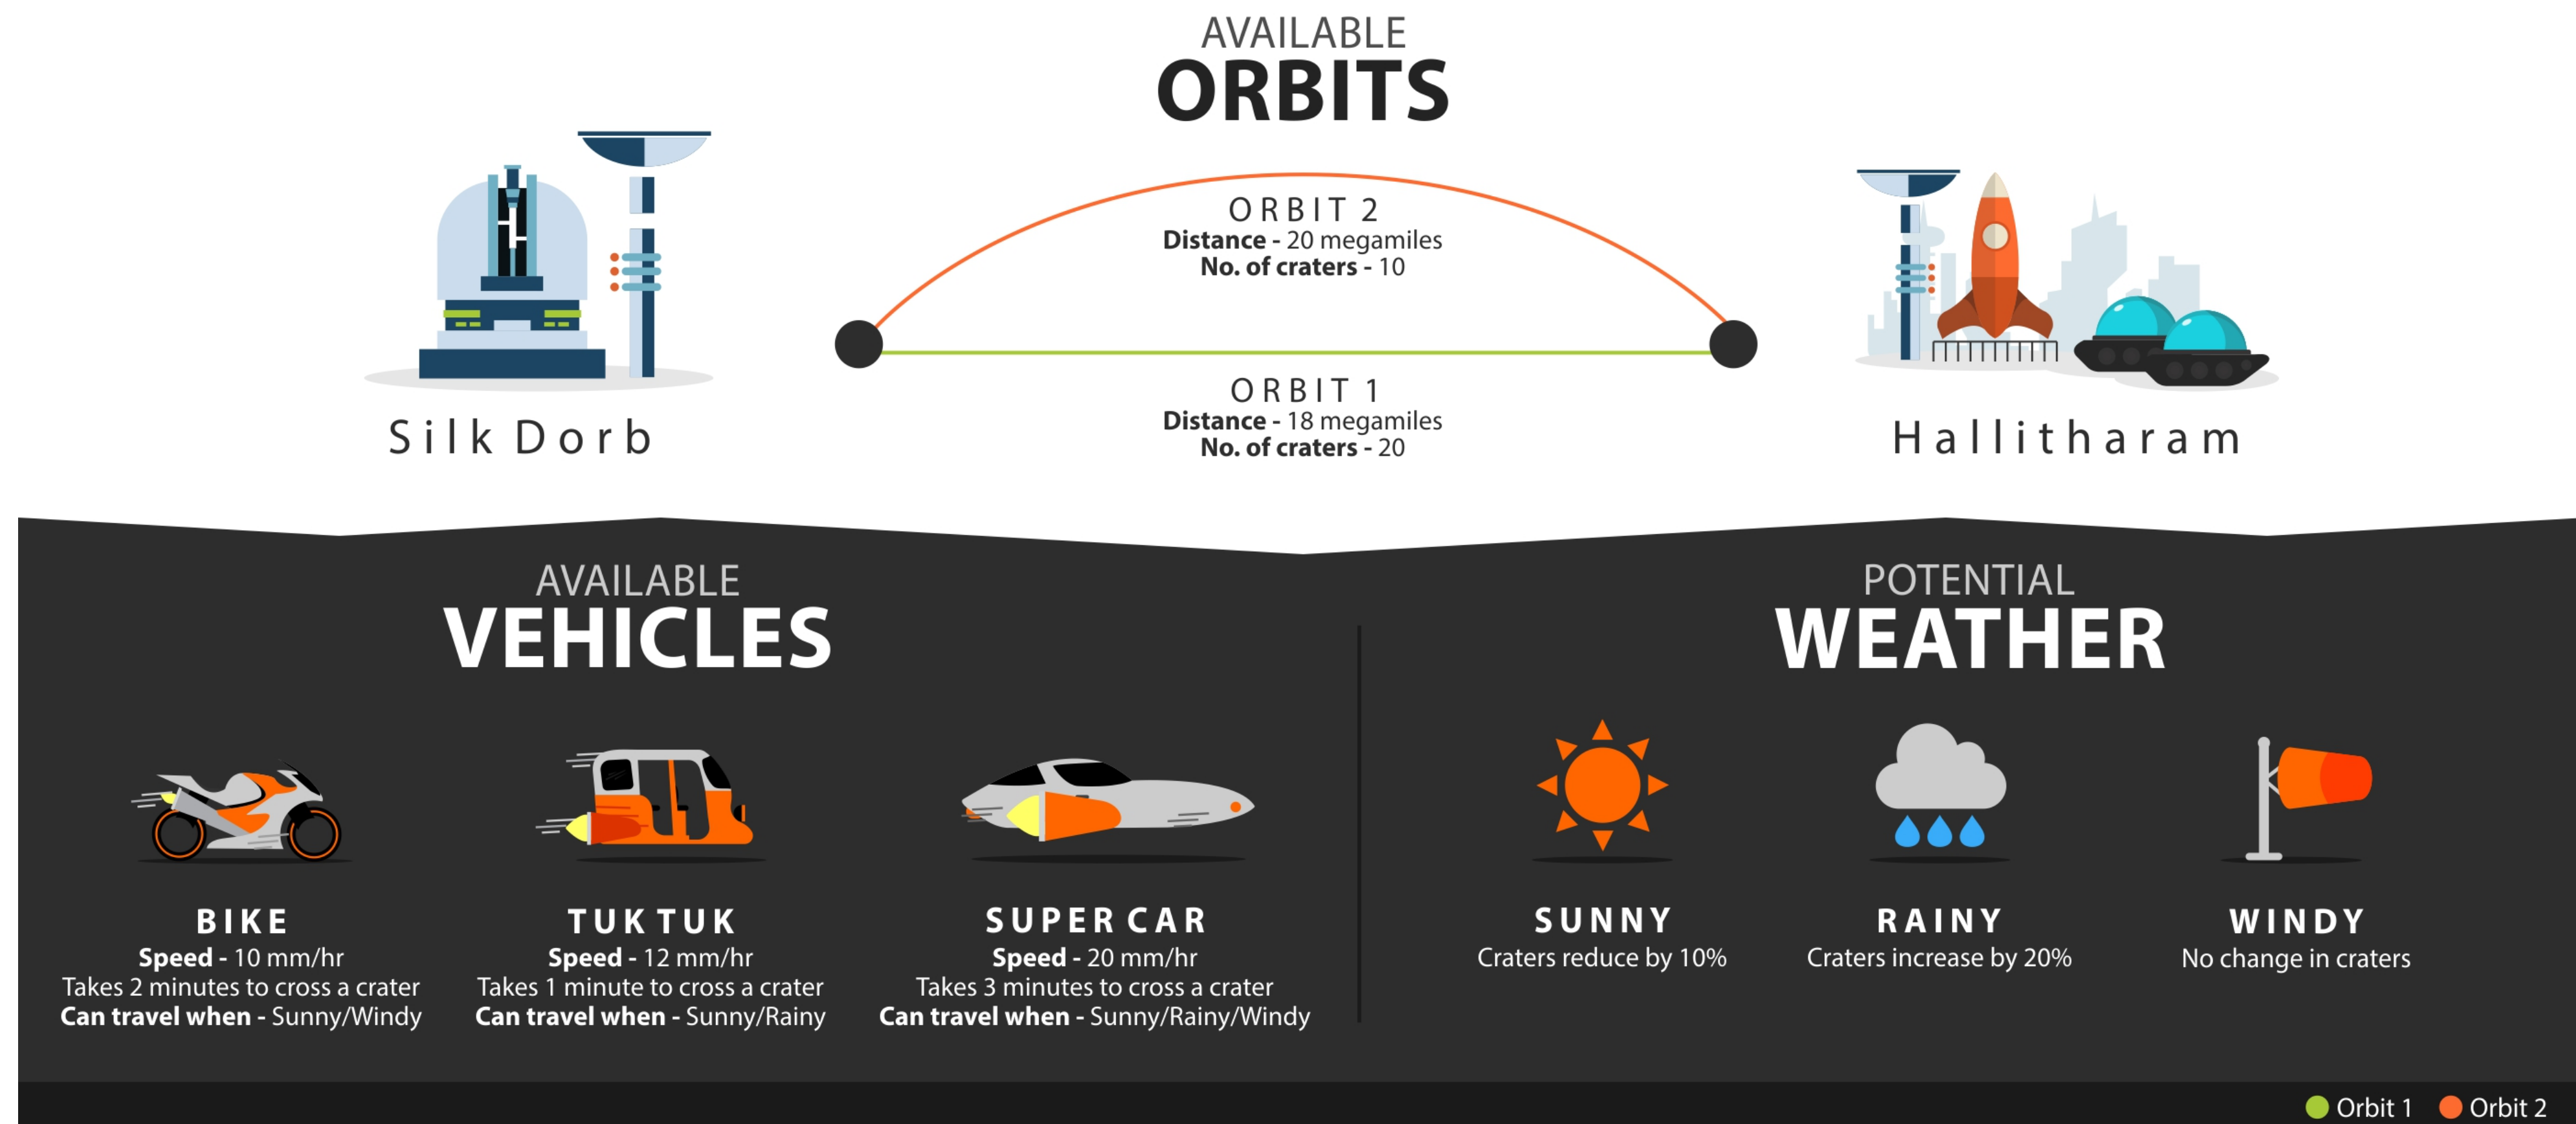 AVAILABLE
ORBITS
ORBIT 2
Distance - 20 megamiles
No. of craters - 10
ORBIT 1
Distance - 18 megamiles
No. of craters - 20
Silk Dorb
Hallitharam
AVAILABLE
VEHICLES
BIKE
Speed - 10 mm/hr
Takes 2 minutes to cross a crater
Can travel when - Sunny/Windy
TUK TUK
Speed - 12 mm/hr
Takes 1 minute to cross a crater
Can travel when - Sunny/Rainy
SUPER CAR
Speed - 20 mm/hr
Takes 3 minutes to cross a crater
Can travel when - Sunny/Rainy/Windy
POTENTIAL
WEATHER
SUNNY
Craters reduce by 10%
RAINY
Craters increase by 20%
WINDY
No change in craters
Orbit 1
Orbit 2